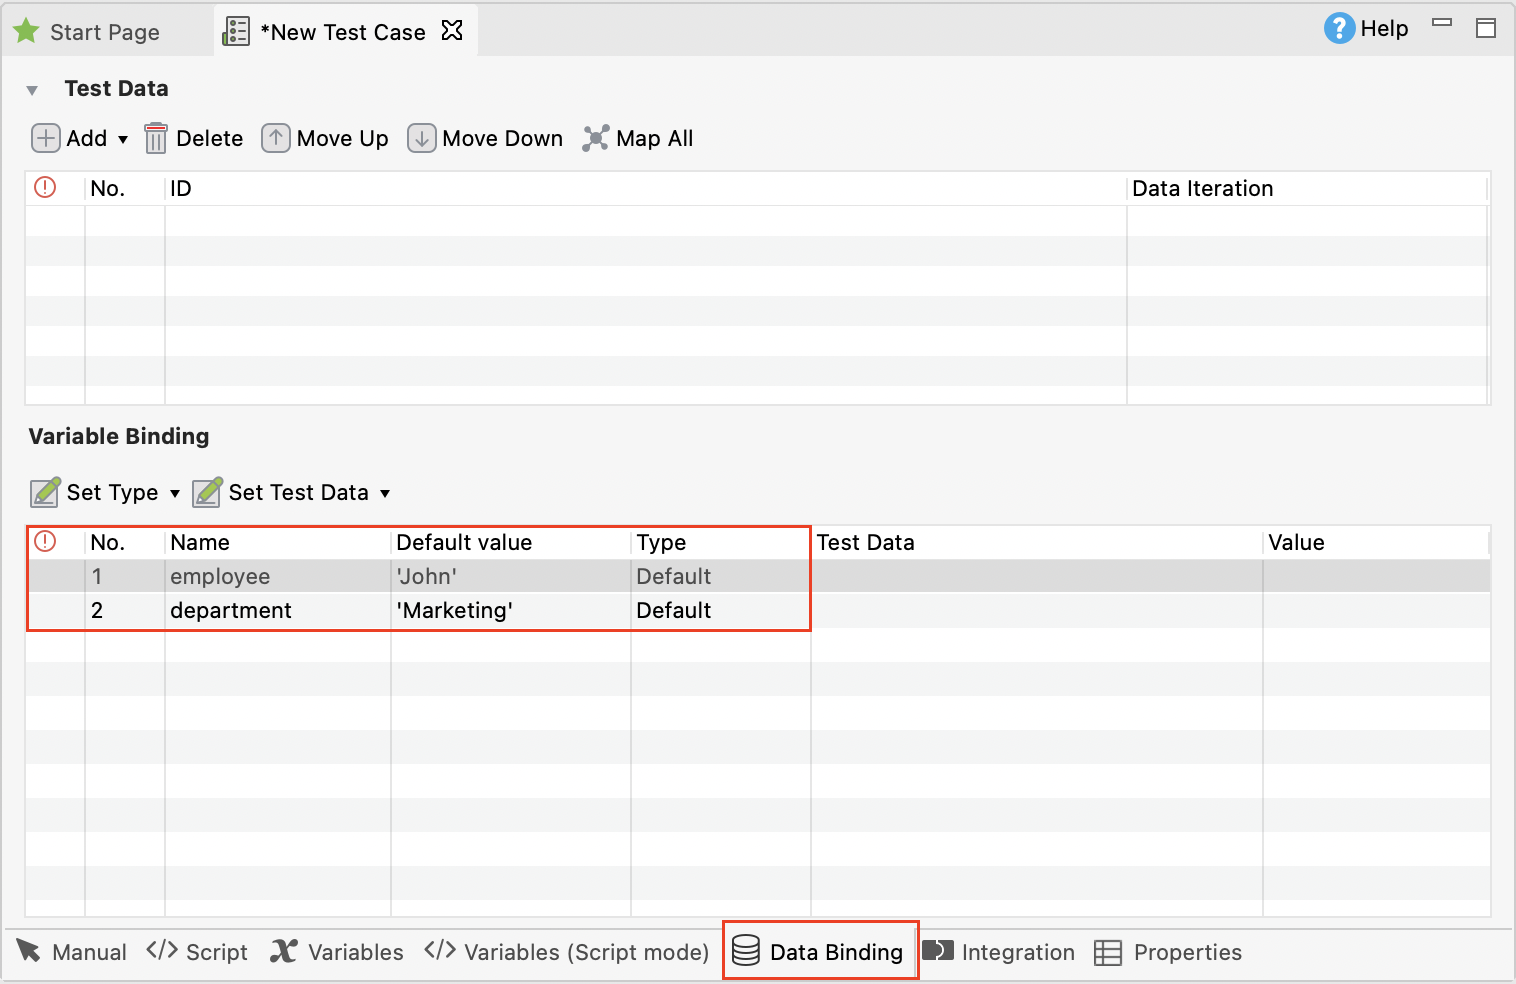 Start Page *New Test Case Help
Test Data
Add Delete Move Up Move Down Map All
No. ID Data Iteration
Variable Binding
Set Type Set Test Data
No. Name Default value Type Test Data Value
1 employee 'John' Default
2 department 'Marketing' Default
Manual Script Variables Variables (Script mode) Data Binding Integration Properties